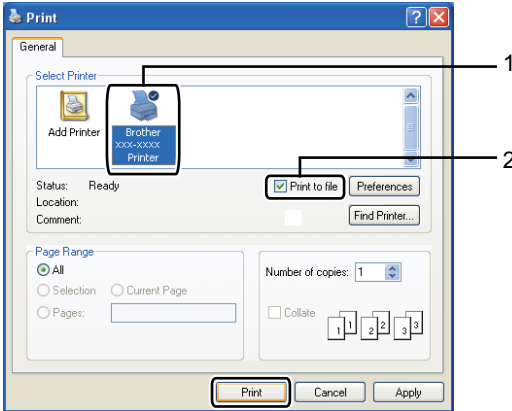 Print
General
Select Printer
1
Add Printer
Brother
xxx-xxxx
Printer
2
Status: Ready
Print to file
Preferences
Location:
Comment:
Find Printer...
Page Range
All
Number of copies: 1
Selection
Current Page
Pages:
Collate
1 1 2 2 3 3
Print
Cancel
Apply